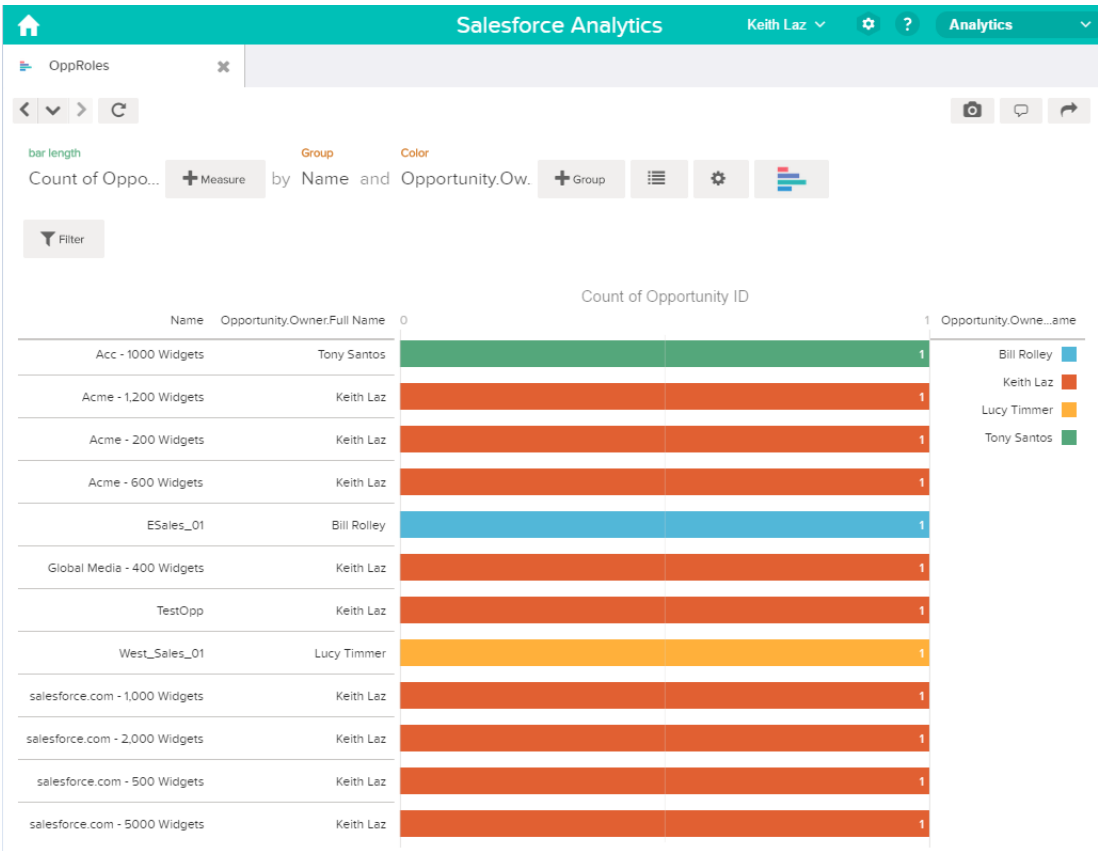 Salesforce Analytics Keith Laz ? Analytics
OppRoles
bar length Group Color
Count of Oppo... Measure by Name and Opportunity.Ow. Group
Filter
Count of Opportunity ID
Name Opportunity.Owner.Full Name 0 1 Opportunity.Owne...ame
Acc - 1000 Widgets Tony Santos 1 Bill Rolley
Keith Laz
Acme - 1,200 Widgets Keith Laz 1
Lucy Timmer
Acme - 200 Widgets Keith Laz 1 Tony Santos
Acme - 600 Widgets Keith Laz 1
ESales_01 Bill Rolley 1
Global Media - 400 Widgets Keith Laz 1
TestOpp Keith Laz 1
West_Sales_01 Lucy Timmer 1
salesforce.com - 1,000 Widgets Keith Laz 1
salesforce.com - 2,000 Widgets Keith Laz 1
salesforce.com - 500 Widgets Keith Laz 1
salesforce.com - 5000 Widgets Keith Laz 1